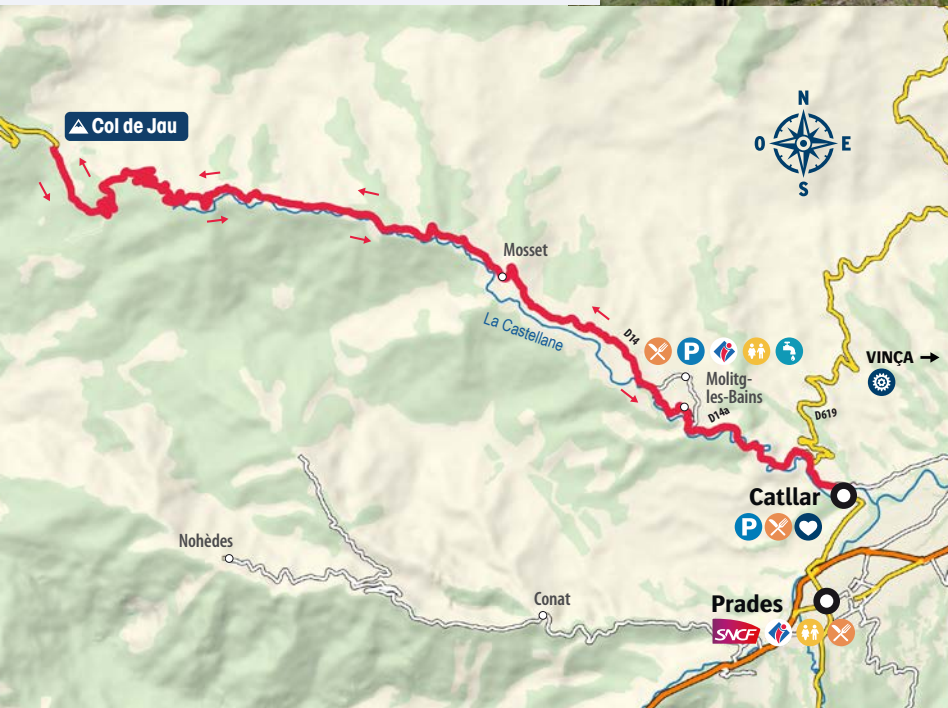 Col de Jau
N
O
E
S
Mosset
La Castellane
D14
P
VINÇA
Molitg-
les-Bains
D14a
D619
Catllar
P
Nohèdes
Conat
Prades
SNCF